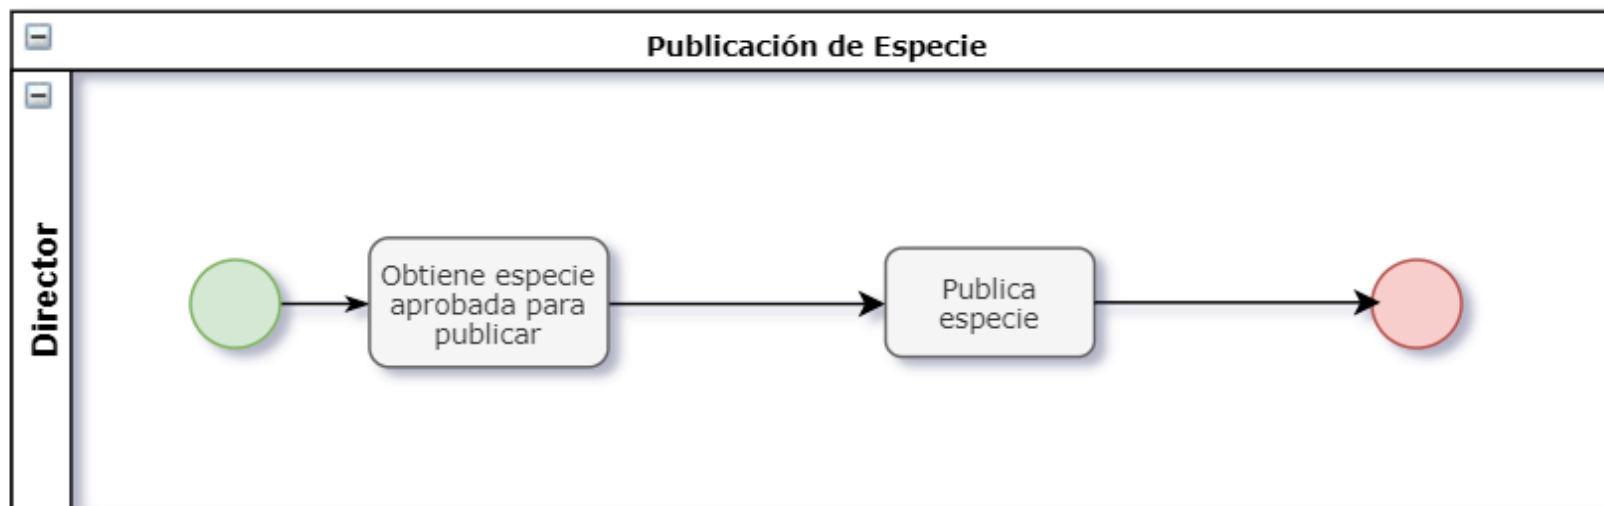 Publicación de Especie
Director
Obtiene especie
aprobada para
publicar
Publica
especie